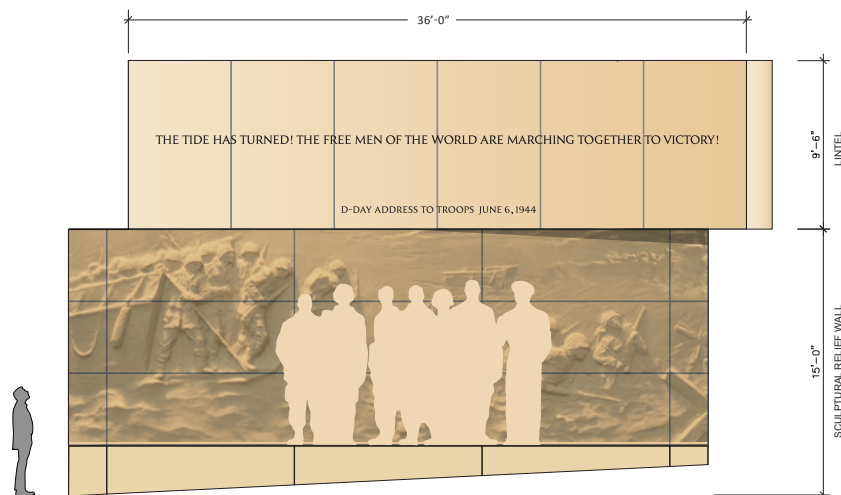 36'-0"
THE TIDE HAS TURNED! THE FREE MEN OF THE WORLD ARE MARCHING TOGETHER TO VICTORY!
D-DAY ADDRESS TO TROOPS JUNE 6, 1944
9'-6"
LINTEL
15'-0"
SCULPTURAL RELIEF WALL